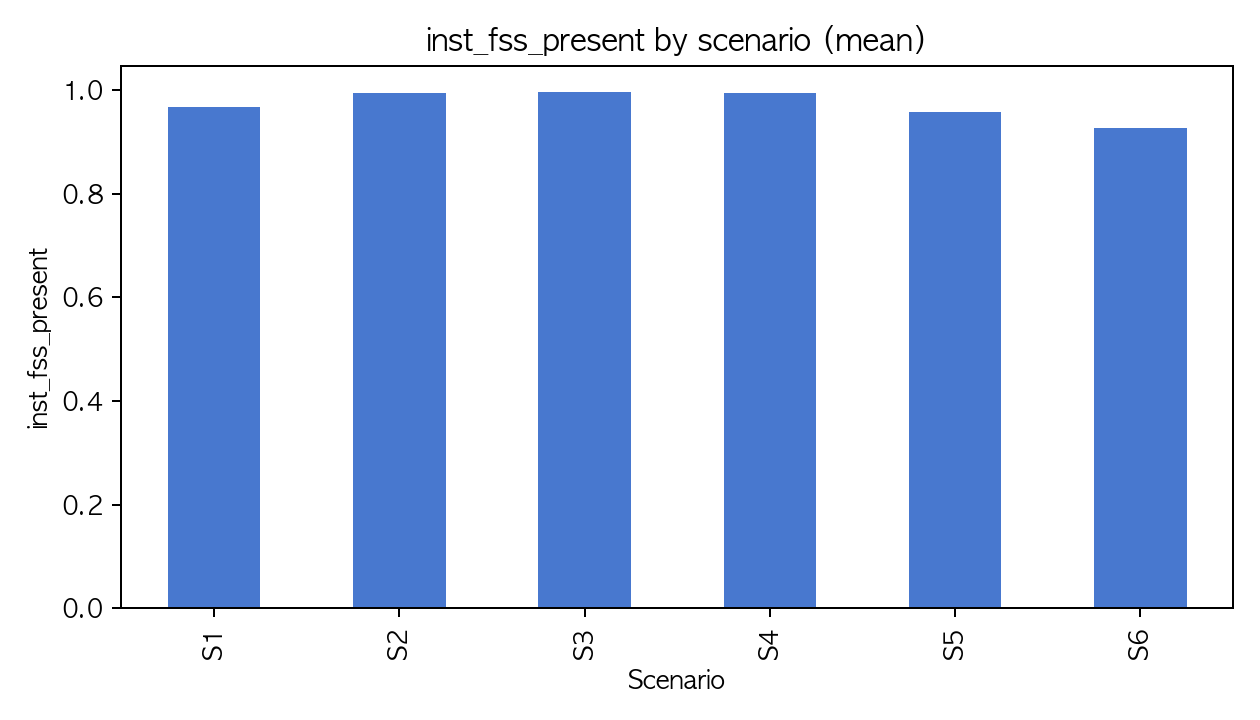 inst_fss_present by scenario (mean)
inst_fss_present
1.0
0.8
0.6
0.4
0.2
0.0
S1
S2
S3
S4
S5
S6
Scenario